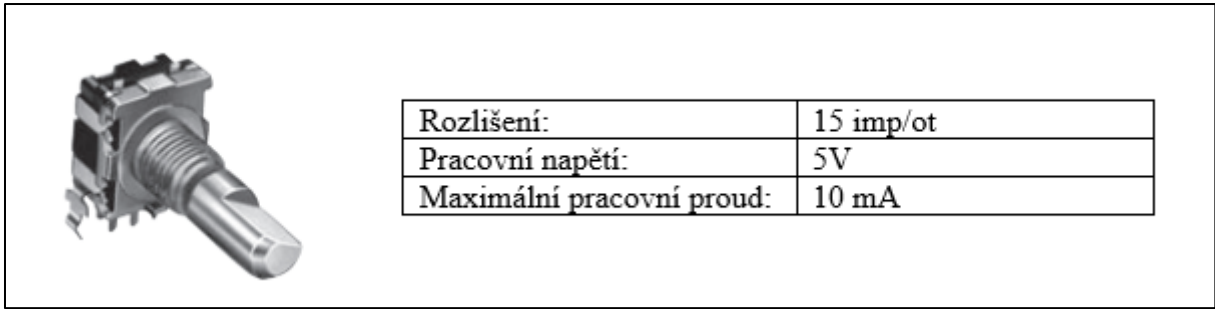 Rozlišení: 15 imp/ot
Pracovní napětí: 5V
Maximální pracovní proud: 10 mA